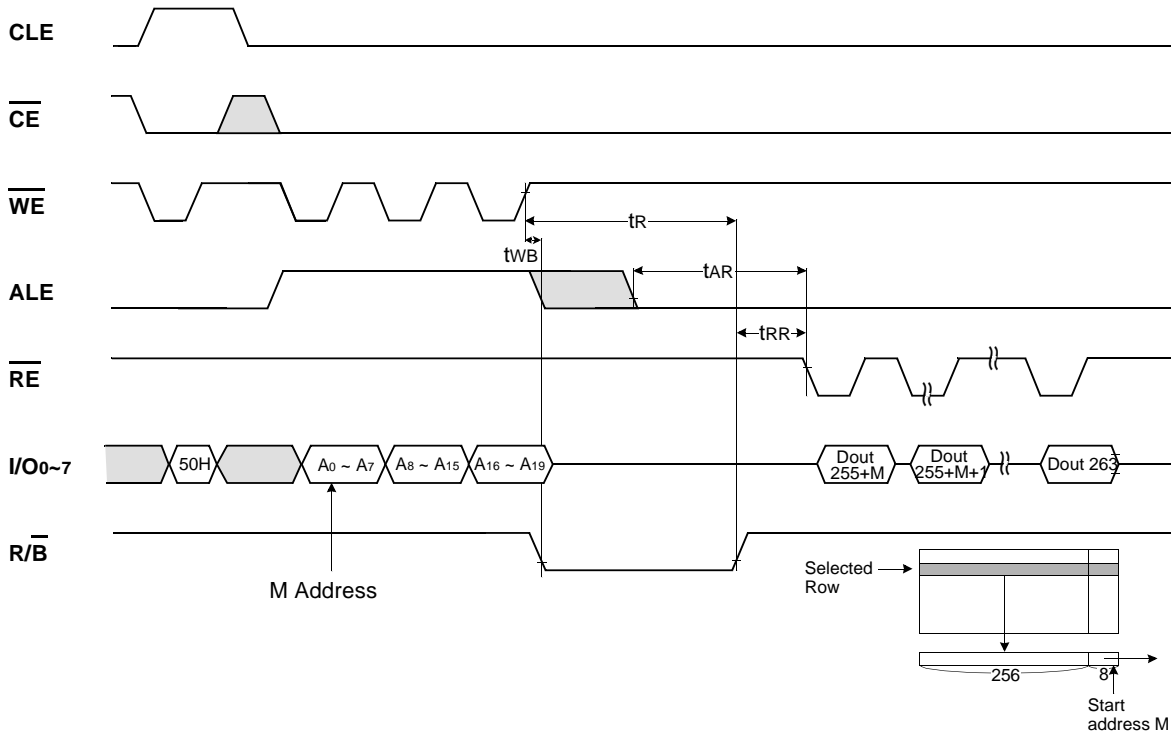 CLE
CE
WE
tR
tWB
tAR
ALE
tRR
RE
I/O0~7
50H
A0 ~ A7
A8 ~ A15
A16 ~ A19
Dout
255+M
Dout
255+M+1
Dout 263
R/B
M Address
Selected
Row
256
8
Start
address M